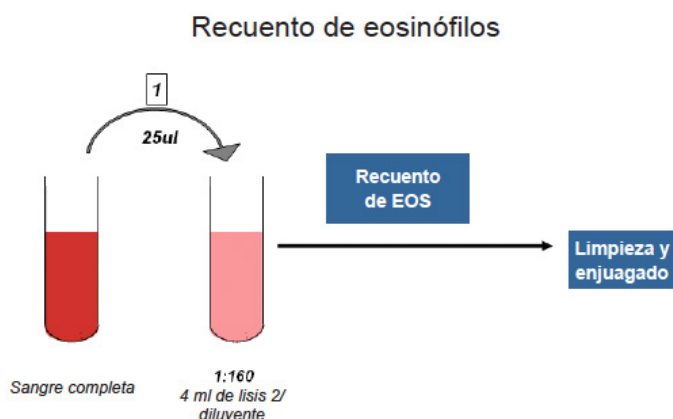 Recuento de eosinófilos
1
25ul
Recuento
de EOS
Limpieza y
enjuagado
Sangre completa
1:160
4 ml de lisis 2/
diluyente